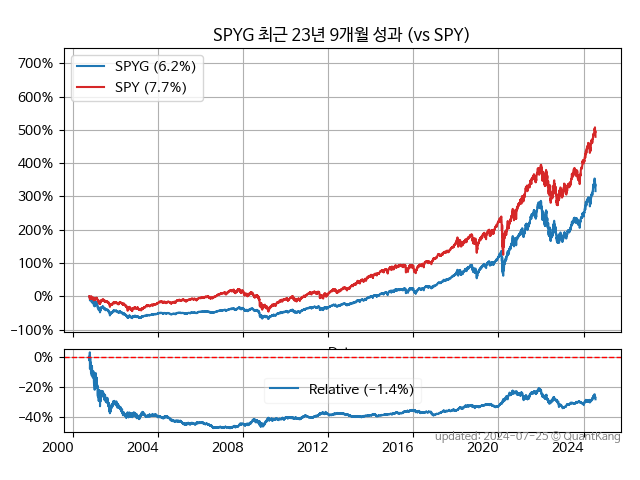 SPYG 최근 23년 9개월 성과 (vs SPY)
700%
600%
500%
400%
300%
200%
100%
0%
−100%
SPYG (6.2%)
SPY (7.7%)
0%
−20%
−40%
Relative (−1.4%)
2000 2004 2008 2012 2016 2020 2024
updated: 2024-07-25 © QuantKang